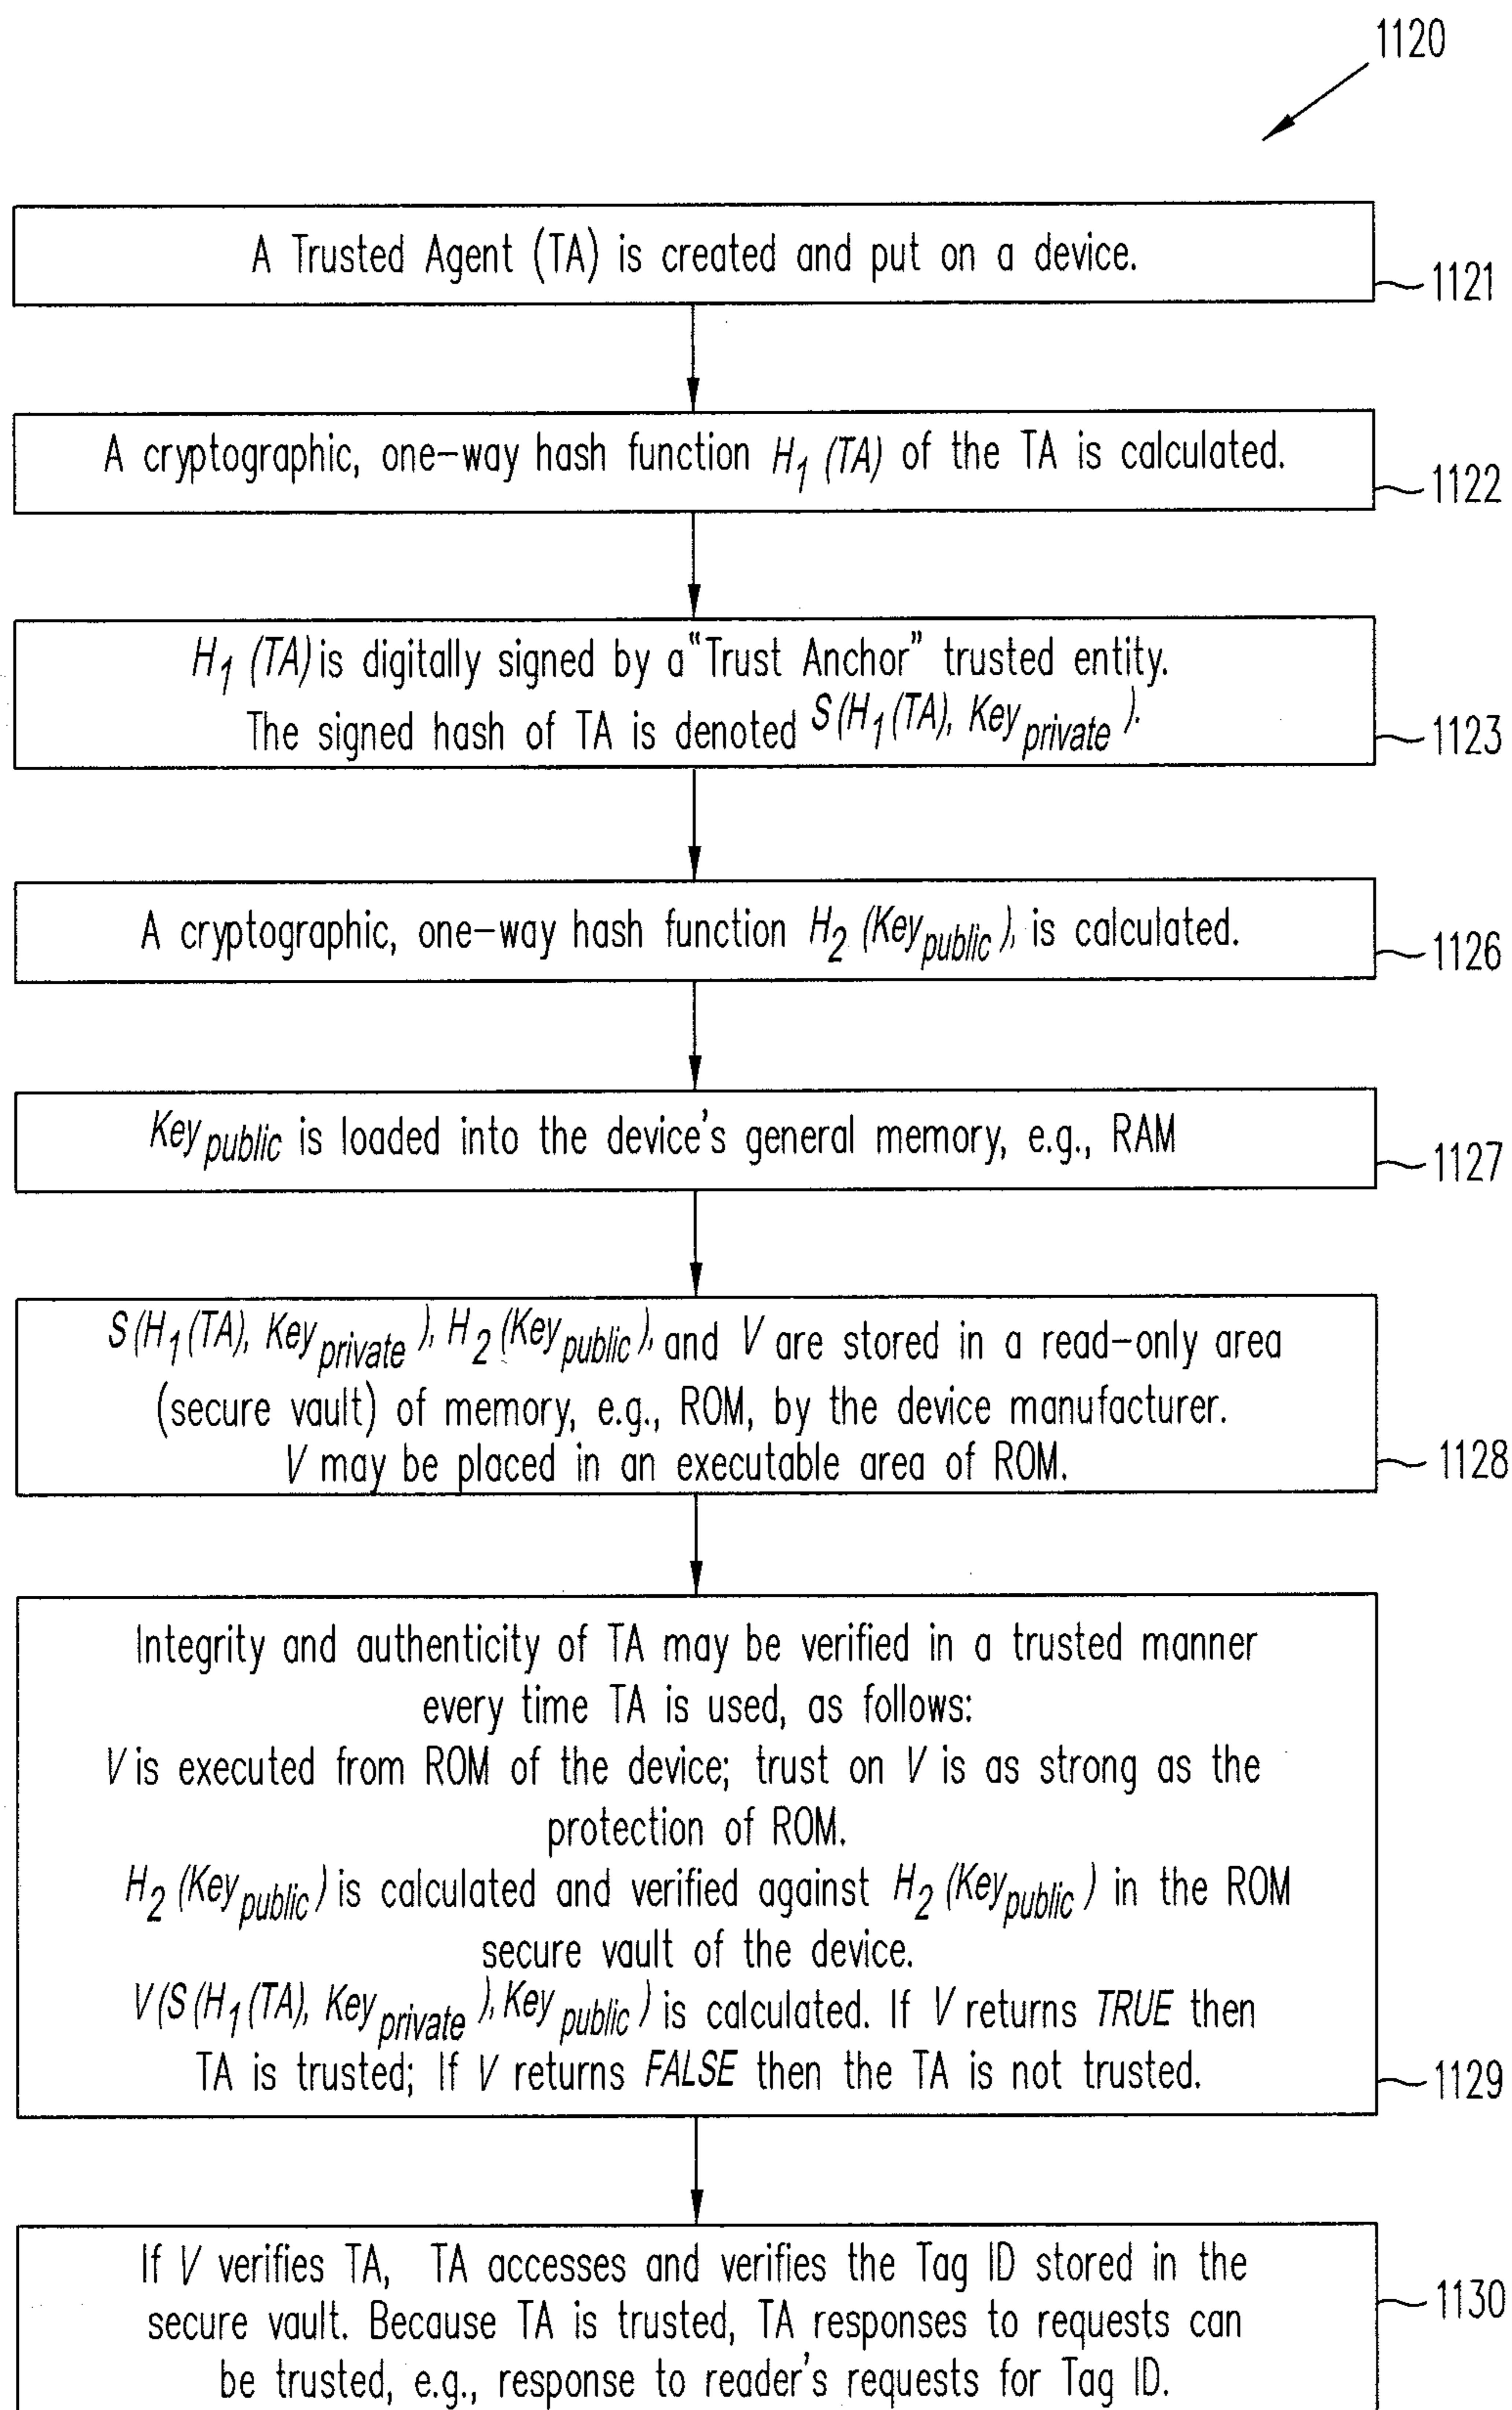 1120
A Trusted Agent (TA) is created and put on a device.
1121
A cryptographic, one-way hash function H1 (TA) of the TA is calculated.
1122
H1 (TA) is digitally signed by a "Trust Anchor" trusted entity.
The signed hash of TA is denoted S(H1(TA), Keyprivate ).
1123
A cryptographic, one-way hash function H2 (Keypublic ), is calculated.
1126
Keypublic is loaded into the device's general memory, e.g., RAM
1127
S(H1(TA), Keyprivate ), H2 (Keypublic ), and V are stored in a read-only area
(secure vault) of memory, e.g., ROM, by the device manufacturer.
V may be placed in an executable area of ROM.
1128
Integrity and authenticity of TA may be verified in a trusted manner
every time TA is used, as follows:
V is executed from ROM of the device; trust on V is as strong as the
protection of ROM.
H2 (Keypublic ) is calculated and verified against H2 (Keypublic ) in the ROM
secure vault of the device.
V(S(H1(TA), Keyprivate ), Keypublic ) is calculated. If V returns TRUE then
TA is trusted; If V returns FALSE then the TA is not trusted.
1129
If V verifies TA, TA accesses and verifies the Tag ID stored in the
secure vault. Because TA is trusted, TA responses to requests can
be trusted, e.g., response to reader's requests for Tag ID.
1130